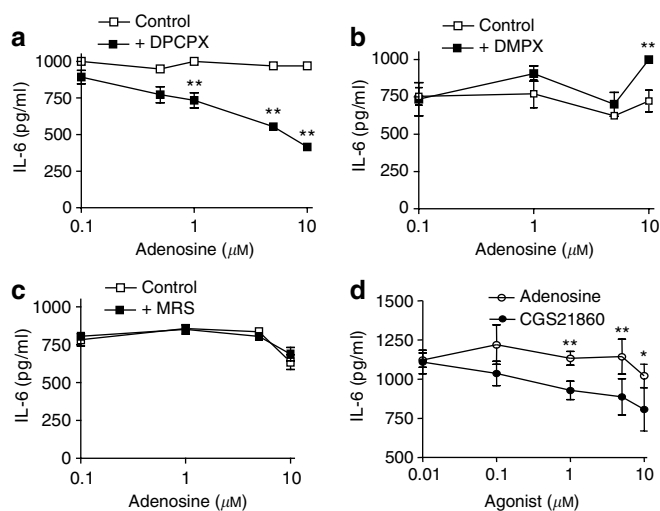 a
Control
+ DPCPX
IL-6 (pg/ml)
1000
750
500
250
0
**
**
**
0.1
1
10
Adenosine (μM)
b
Control
+ DMPX
IL-6 (pg/ml)
1000
750
500
250
0
**
0.1
1
10
Adenosine (μM)
c
Control
+ MRS
IL-6 (pg/ml)
1000
750
500
250
0
0.1
1
10
Adenosine (μM)
d
Adenosine
CGS21860
IL-6 (pg/ml)
1500
1250
1000
750
500
**
**
*
0.01
0.1
1
10
Agonist (μM)